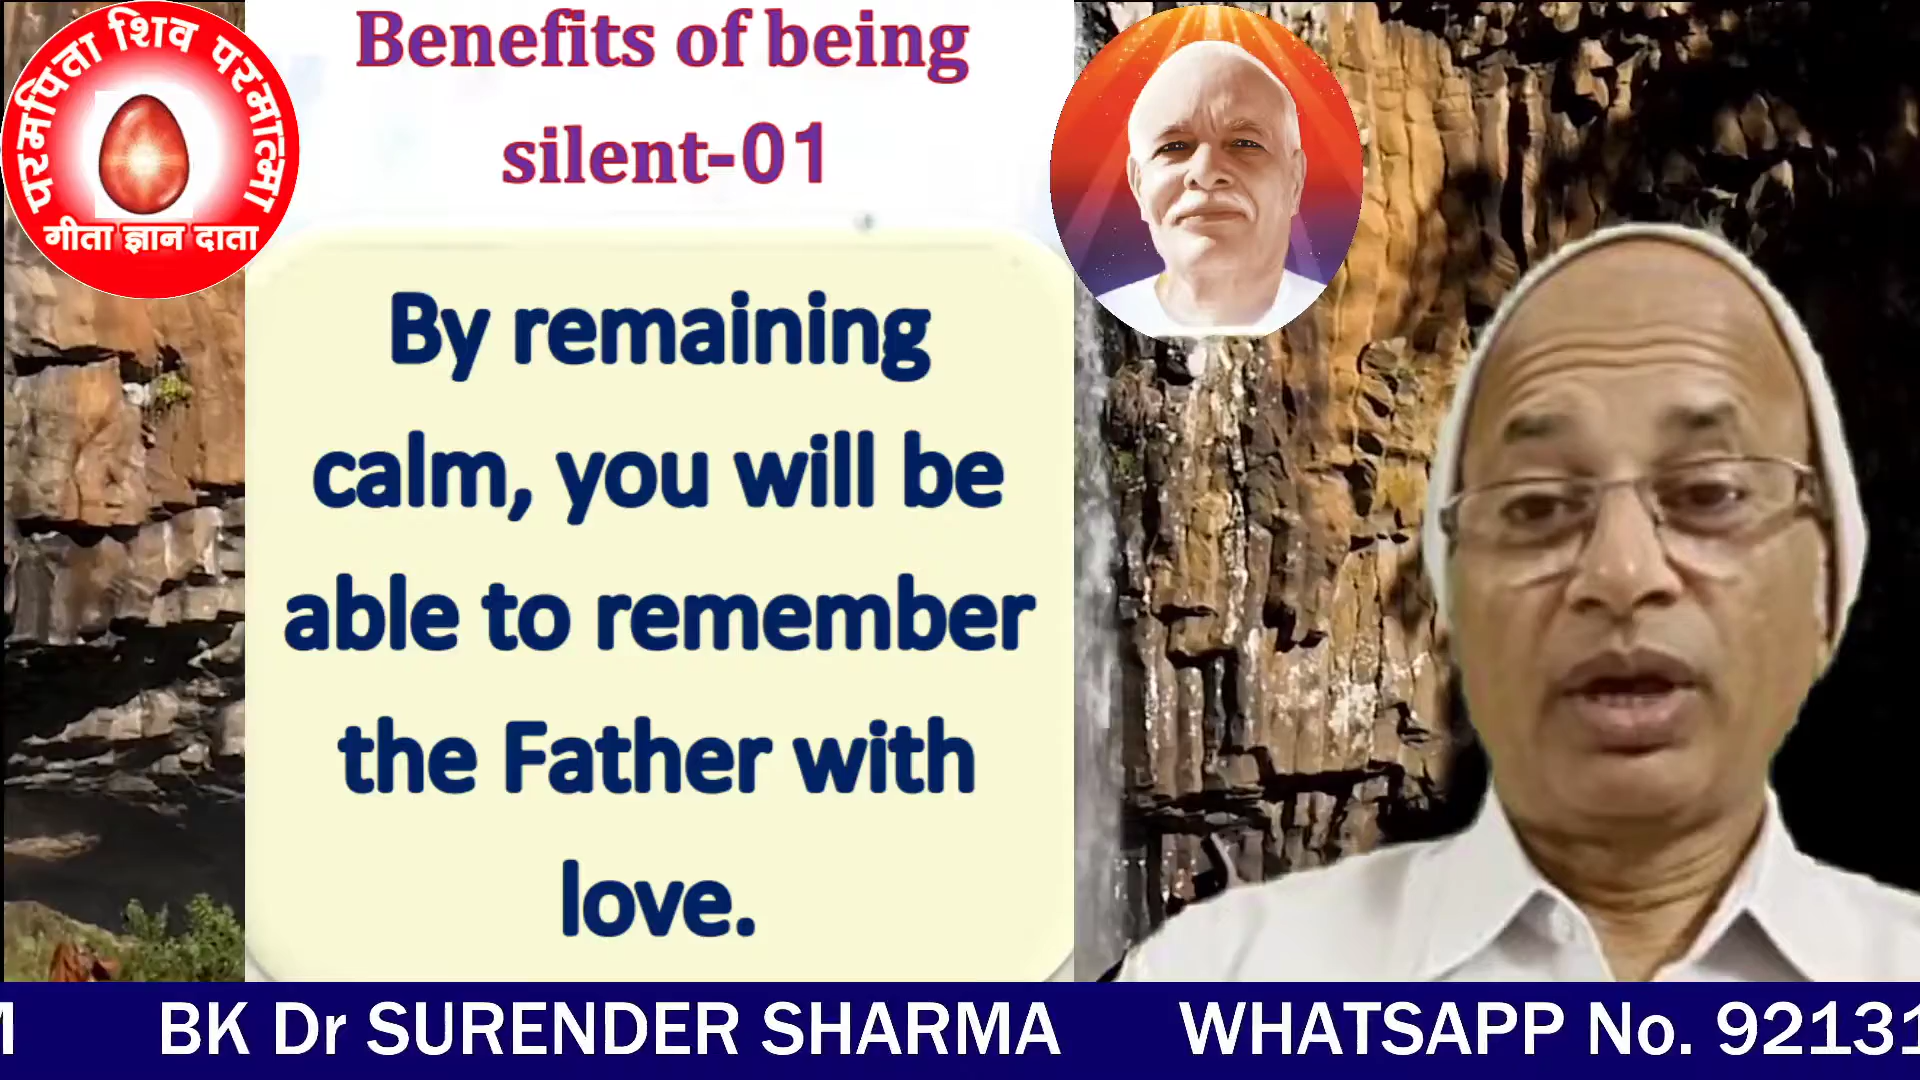 परमपिता शिव परमात्मा
गीता ज्ञान दाता
Benefits of being
silent-01
By remaining
calm, you will be
able to remember
the Father with
love.
M BK Dr SURENDER SHARMA WHATSAPP No. 92131